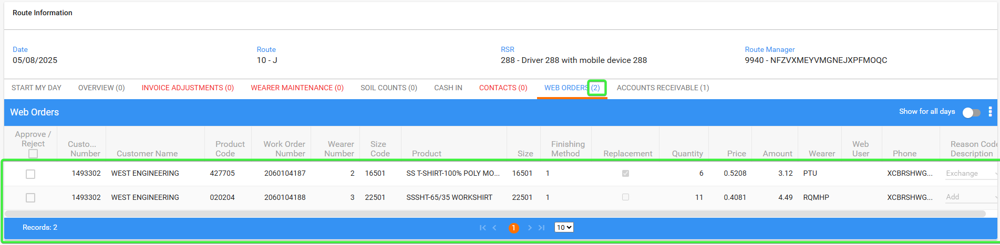 Route Information
Date Route RSR Route Manager
05/08/2025 10 - J 288 - Driver 288 with mobile device 288 9940 - NFZVXMEYVMGNEJXPFMOQC
START MY DAY OVERVIEW (0) INVOICE ADJUSTMENTS (0) WEARER MAINTENANCE (0) SOIL COUNTS (0) CASH IN CONTACTS (0) WEB ORDERS (2) ACCOUNTS RECEIVABLE (1)
Web Orders Show for all days
Approve / Reject Custo... Number Customer Name Product Code Work Order Number Wearer Number Size Code Product Size Finishing Method Replacement Quantity Price Amount Wearer Web User Phone Reason Code Description
1493302 WEST ENGINEERING 427705 2060104187 2 16501 SS T-SHIRT-100% POLY MO... 16501 1 6 0.5208 3.12 PTU XCBRSHWG... Exchange
1493302 WEST ENGINEERING 020204 2060104188 3 22501 SSSHT-65/35 WORKSHIRT 22501 1 11 0.4081 4.49 RQMHP XCBRSHWG... Add
Records: 2 1 10